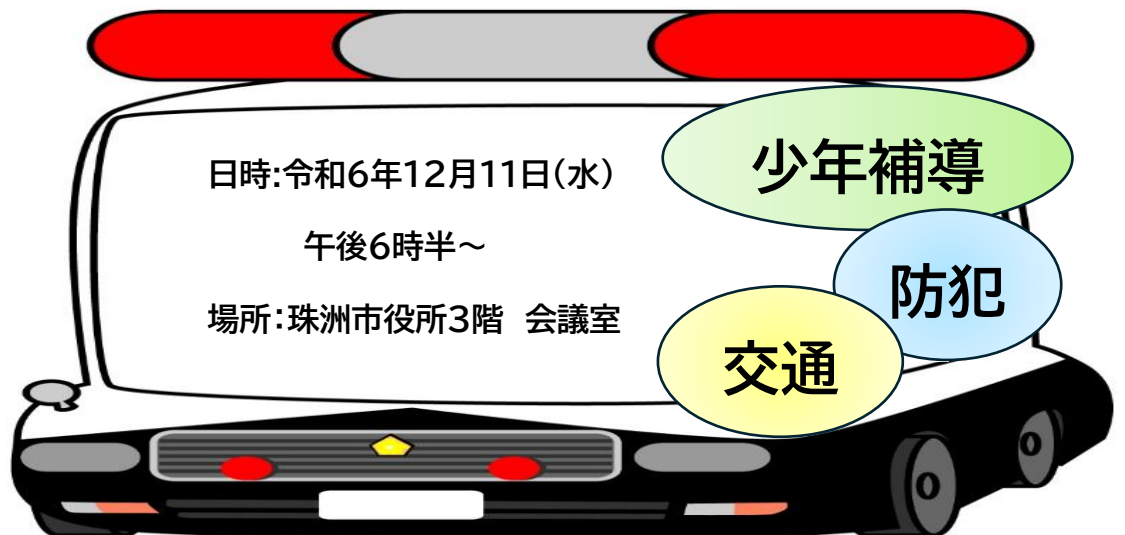 日時:令和6年12月11日(水)
午後6時半～
場所:珠洲市役所3階　会議室
少年補導
防犯
交通